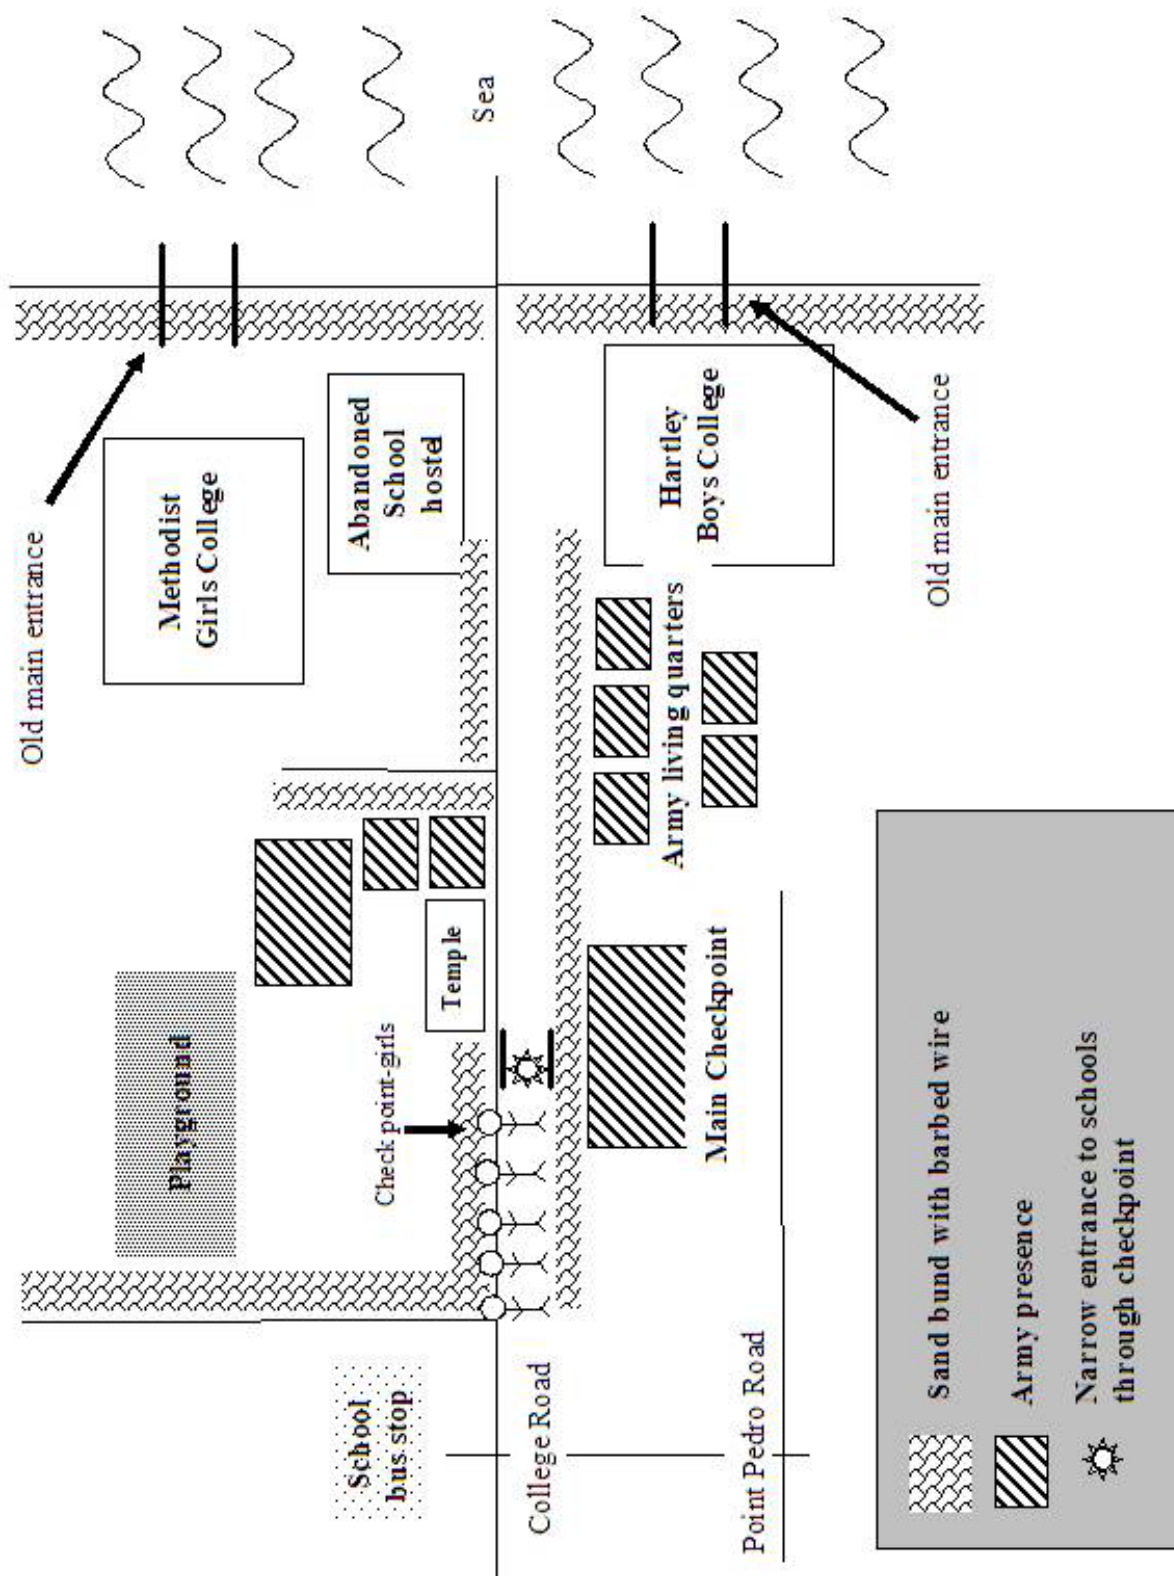 Old main entrance
Methodist
Girls College
Abandoned
School
hostel
Sea
Playground
Temple
Check point-girls
School
bus stop
College Road
Hartley
Boys College
Army living quarters
Main Checkpoint
Old main entrance
Point Pedro Road
Sand bund with barbed wire
Army presence
Narrow entrance to schools
through checkpoint